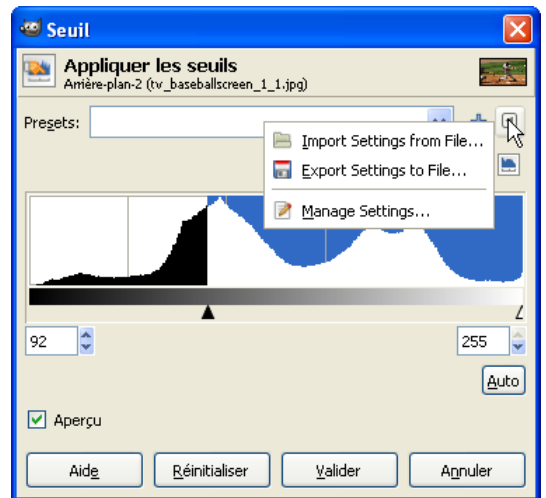 Seuil
Appliquer les seuils
Arrière-plan-2 (tv_baseballscreen_1_1.jpg)
Presets:
Import Settings from File...
Export Settings to File...
Manage Settings...
92
255
Auto
Aperçu
Aide
Réinitialiser
Valider
Annuler